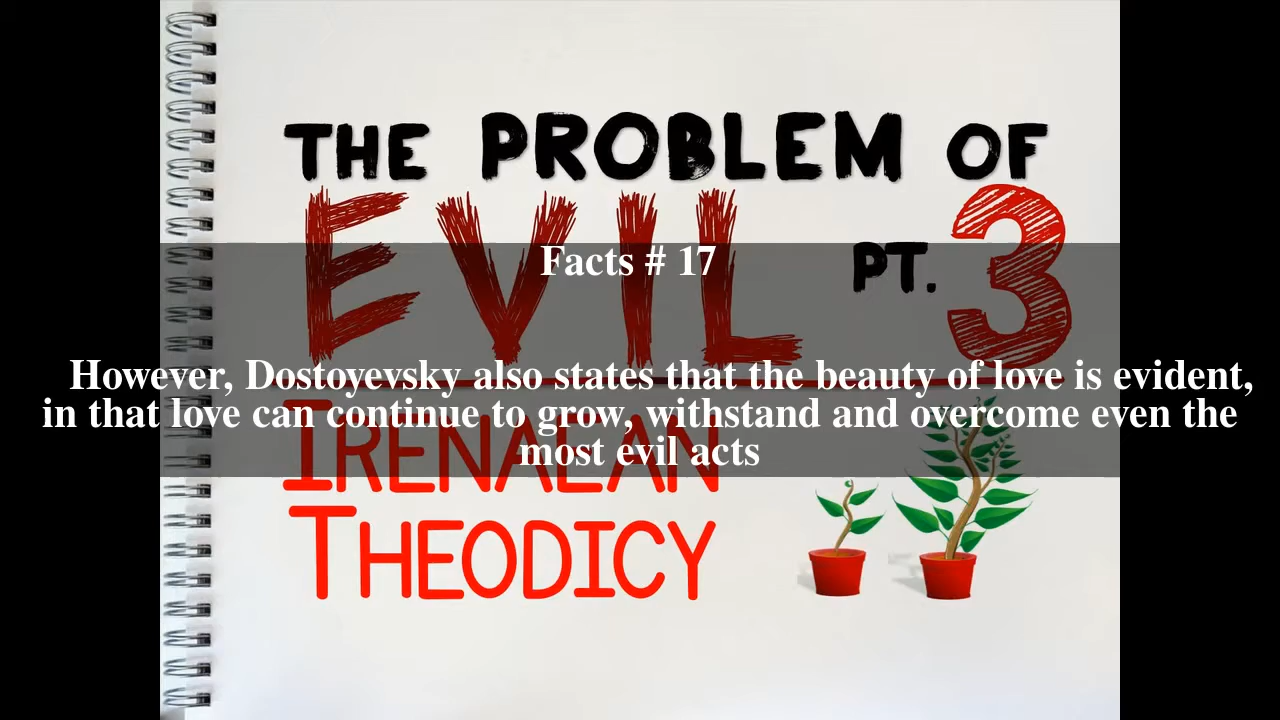 THE PROBLEM OF
EVIL PT. 3
Facts # 17
However, Dostoyevsky also states that the beauty of love is evident,
in that love can continue to grow, withstand and overcome even the
most evil acts
IRENAEAN
THEODICY